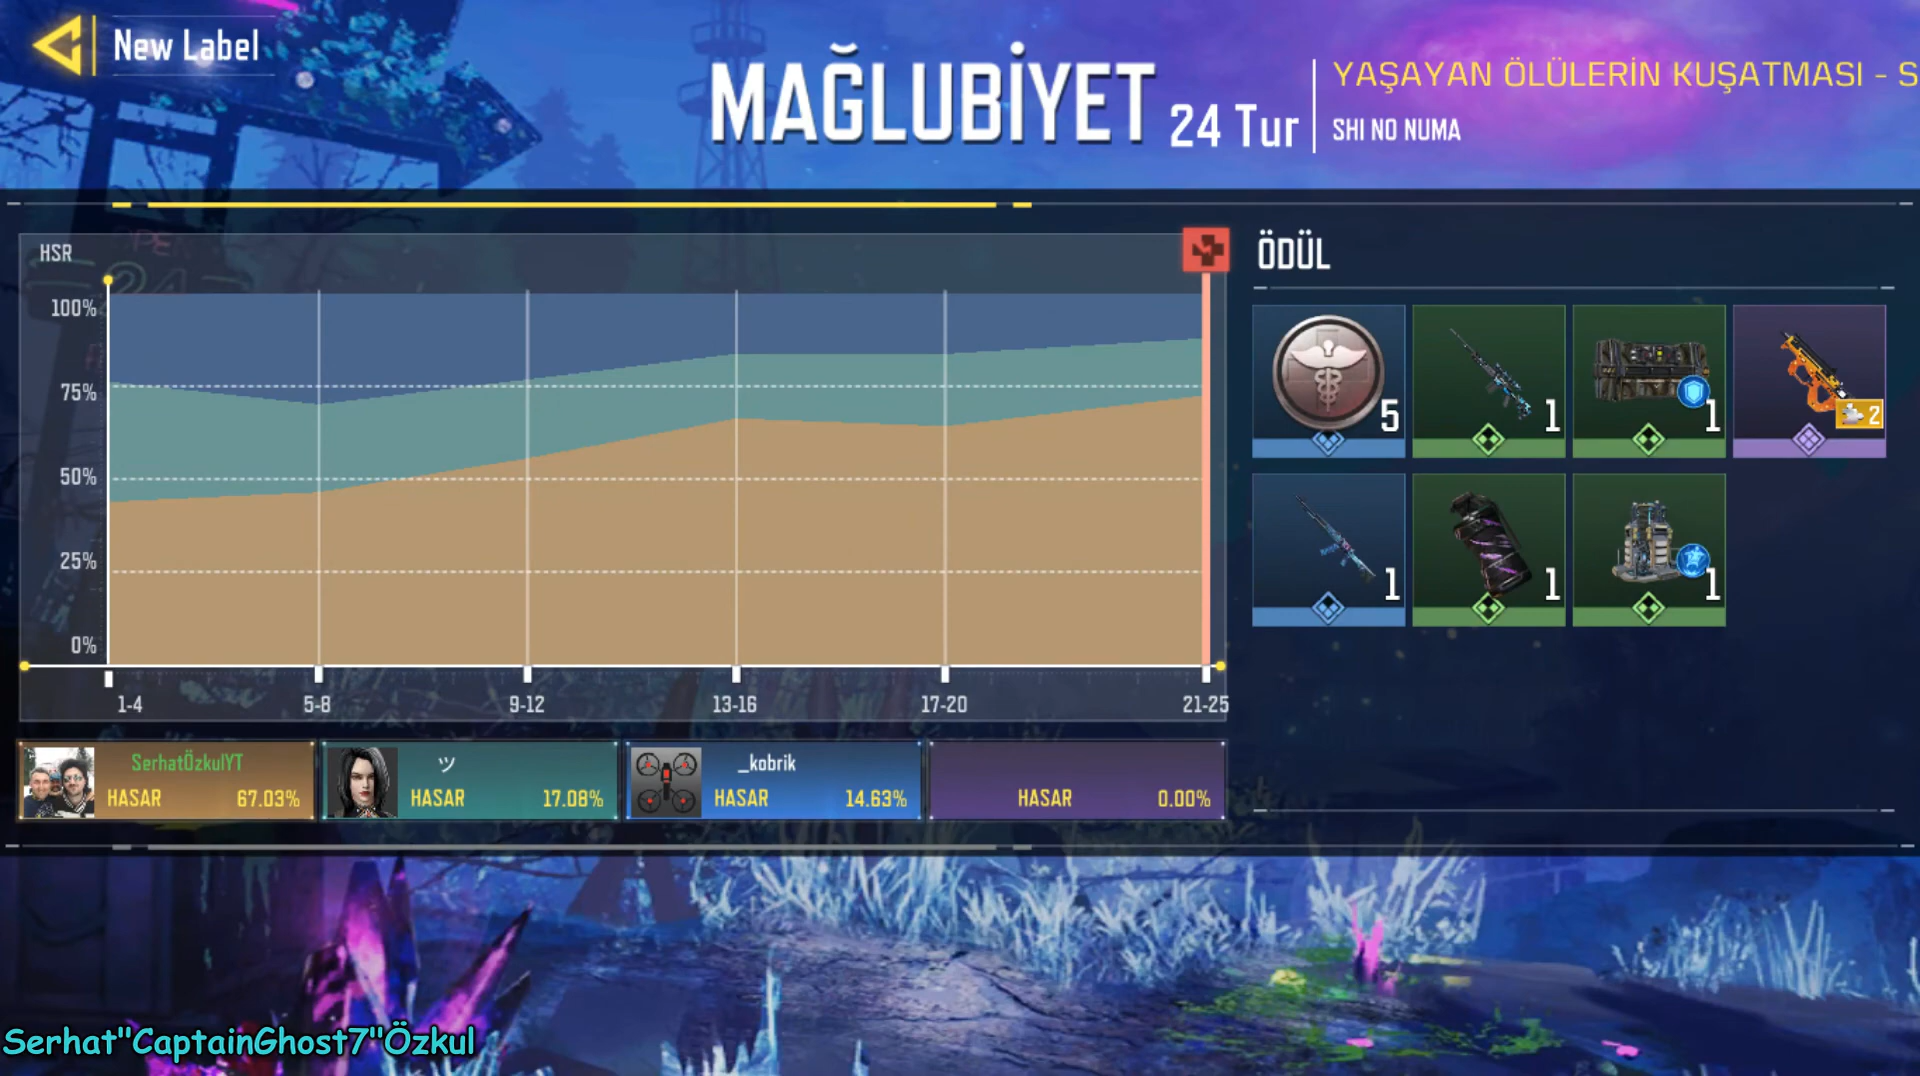 New Label
MAĞLUBİYET 24 Tur
YAŞAYAN ÖLÜLERİN KUŞATMASI - S
SHI NO NUMA
HSR
100%
75%
50%
25%
0%
1-4 5-8 9-12 13-16 17-20 21-25
SerhatÖzkulYT
HASAR 67.03%
ツ
HASAR 17.08%
_kobrik
HASAR 14.63%
HASAR 0.00%
ÖDÜL
5 1 1 2
1 1 1
Serhat"CaptainGhost7"Özkul